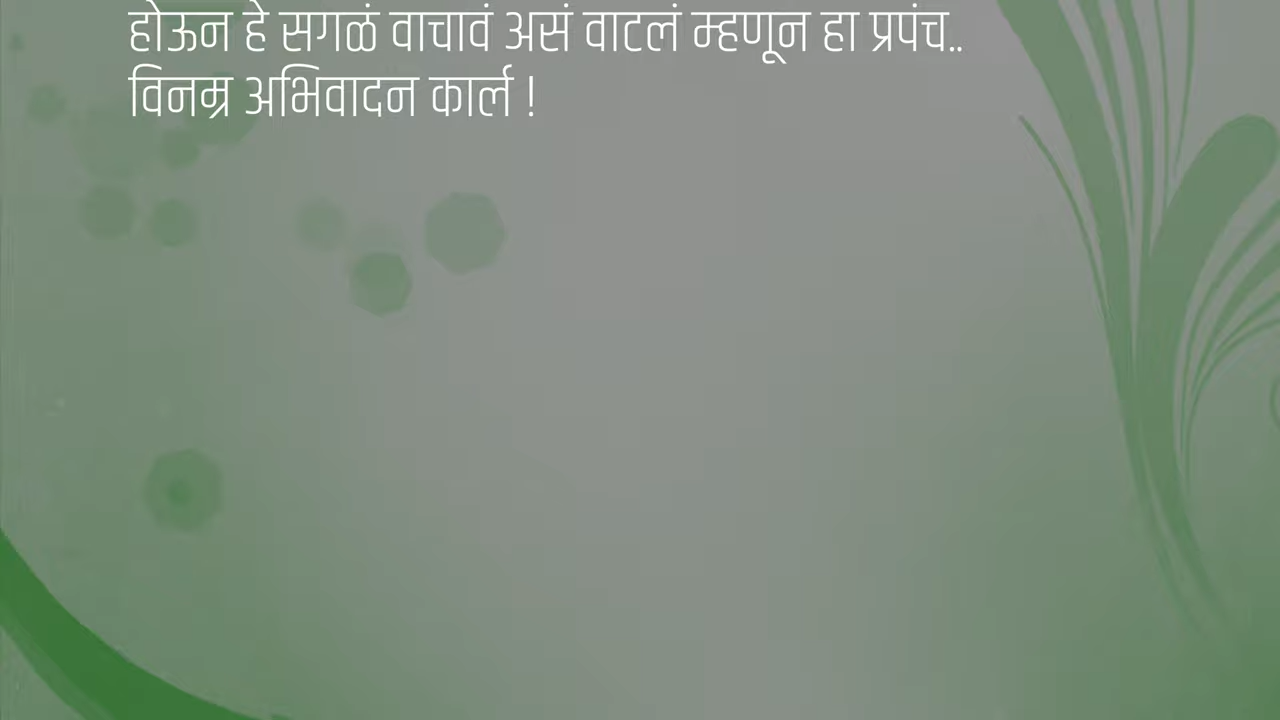 होऊन हे सगळं वाचावं असं वाटलं म्हणून हा प्रपंच..
विनम्र अभिवादन कार्ल !